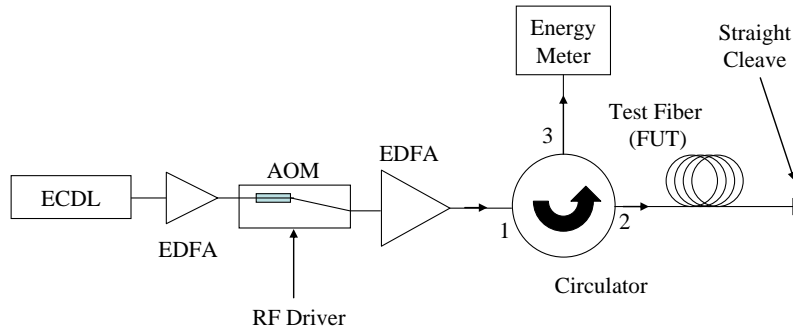 Energy
Meter
Straight
Cleave
Test Fiber
(FUT)
3
EDFA
AOM
ECDL
1
2
EDFA
Circulator
RF Driver